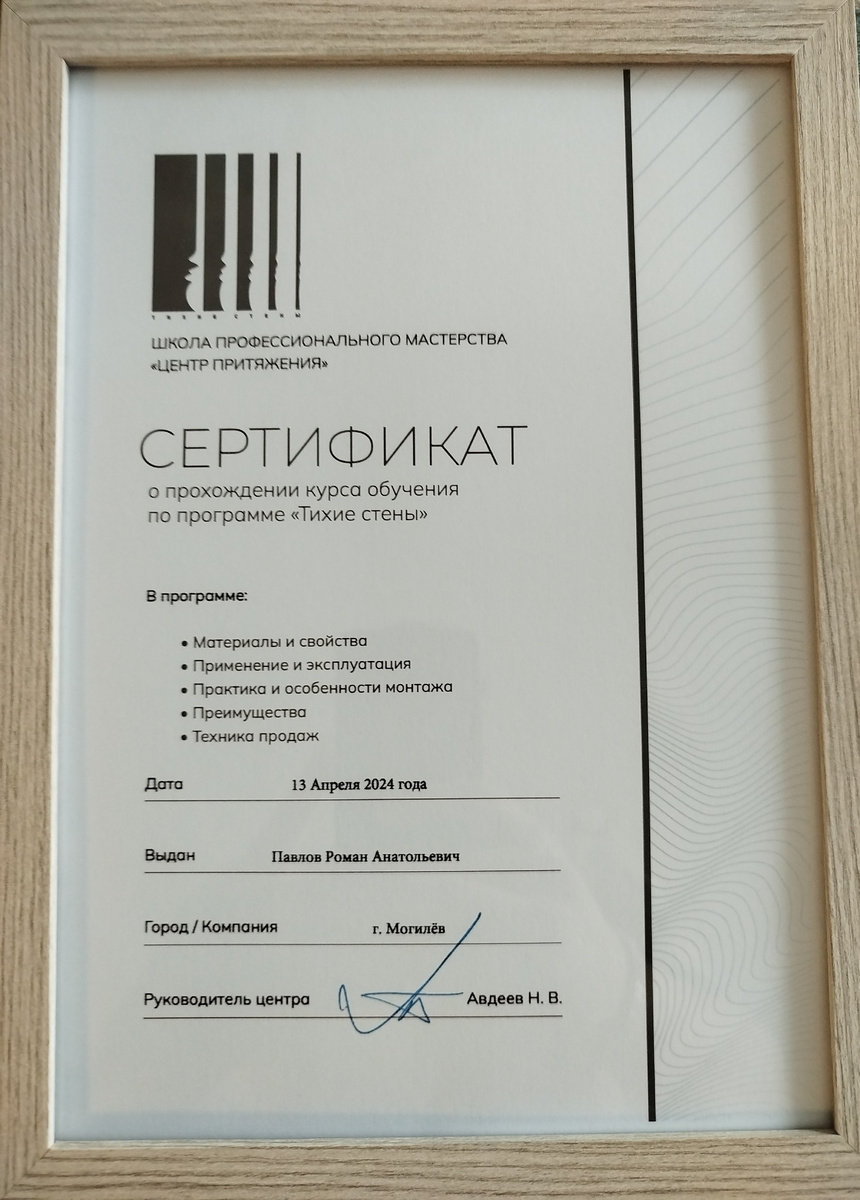 ТИХИЕ СТЕНЫ
ШКОЛА ПРОФЕССИОНАЛЬНОГО МАСТЕРСТВА
«ЦЕНТР ПРИТЯЖЕНИЯ»
СЕРТИФИКАТ
о прохождении курса обучения
по программе «Тихие стены»
В программе:
• Материалы и свойства
• Применение и эксплуатация
• Практика и особенности монтажа
• Преимущества
• Техника продаж
Дата 13 Апреля 2024 года
Выдан Павлов Роман Анатольевич
Город / Компания г. Могилёв
Руководитель центра Авдеев Н. В.